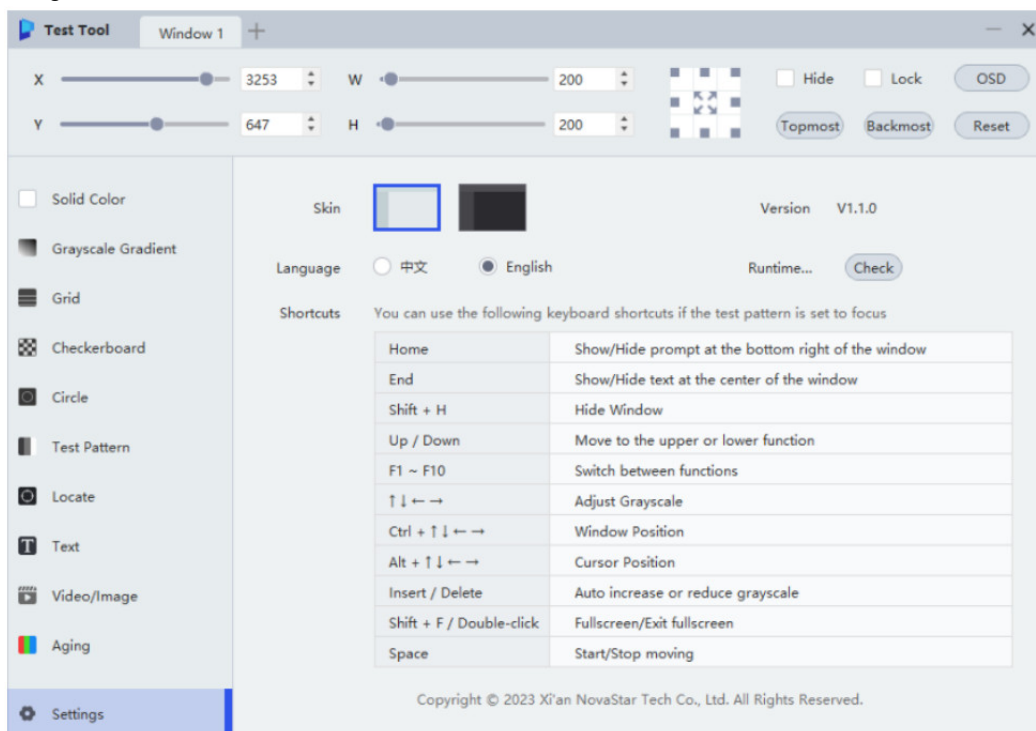 Test Tool Window 1
X 3253 W 200 Hide Lock OSD
Y 647 H 200 Topmost Backmost Reset
Solid Color
Grayscale Gradient
Grid
Checkerboard
Circle
Test Pattern
Locate
Text
Video/Image
Aging
Settings
Skin Version V1.1.0
Language 中文 English Runtime... Check
Shortcuts You can use the following keyboard shortcuts if the test pattern is set to focus
Home Show/Hide prompt at the bottom right of the window
End Show/Hide text at the center of the window
Shift + H Hide Window
Up / Down Move to the upper or lower function
F1 ~ F10 Switch between functions
↑↓←→ Adjust Grayscale
Ctrl + ↑↓←→ Window Position
Alt + ↑↓←→ Cursor Position
Insert / Delete Auto increase or reduce grayscale
Shift + F / Double-click Fullscreen/Exit fullscreen
Space Start/Stop moving
Copyright © 2023 Xi'an NovaStar Tech Co., Ltd. All Rights Reserved.